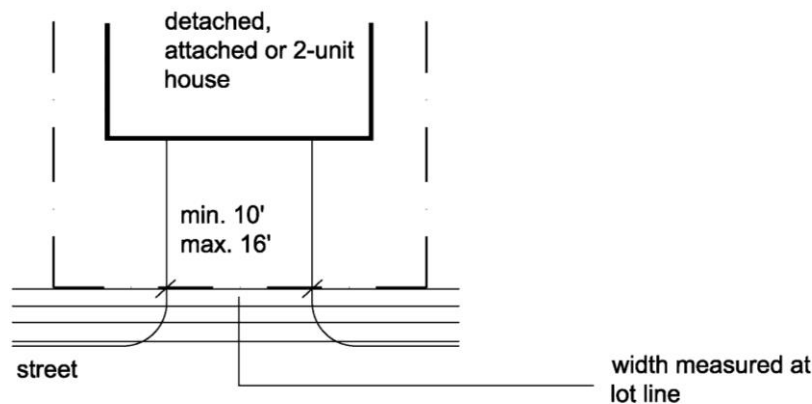 detached,
attached or 2-unit
house
min. 10'
max. 16'
street
width measured at
lot line